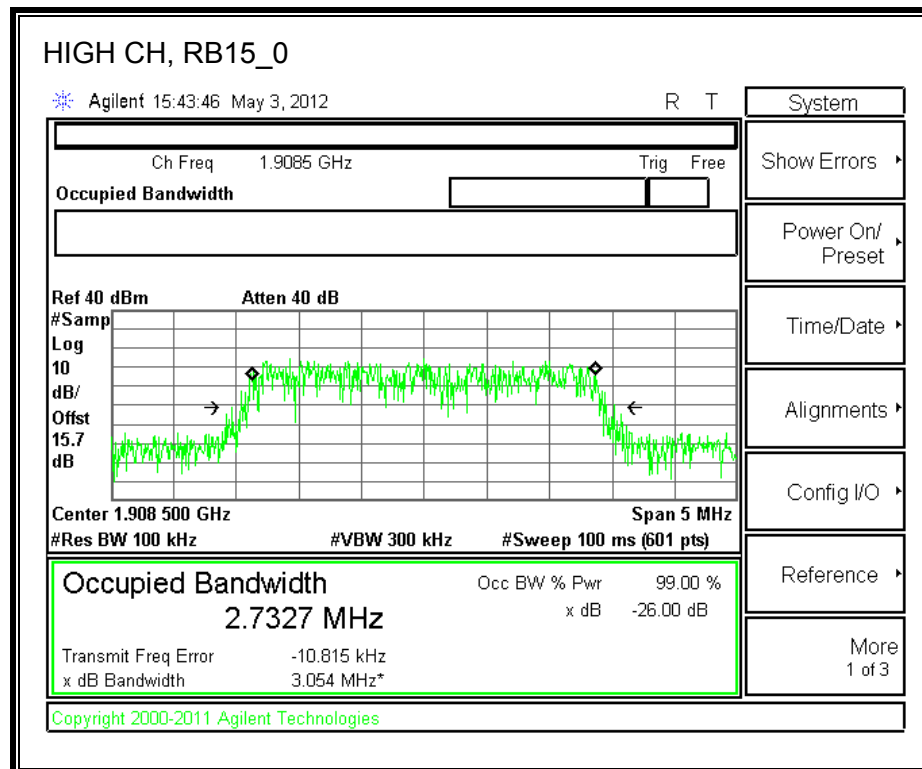 HIGH CH, RB15_0
Agilent 15:43:46 May 3, 2012 R T
System
Ch Freq 1.9085 GHz Trig Free
Occupied Bandwidth
Show Errors
Power On/
Preset
Time/Date
Alignments
Config I/O
Reference
More
1 of 3
Ref 40 dBm Atten 40 dB
#Samp
Log
10
dB/
Offst
15.7
dB
Center 1.908 500 GHz Span 5 MHz
#Res BW 100 kHz #VBW 300 kHz #Sweep 100 ms (601 pts)
Occupied Bandwidth Occ BW % Pwr 99.00 %
2.7327 MHz x dB -26.00 dB
Transmit Freq Error -10.815 kHz
x dB Bandwidth 3.054 MHz*
Copyright 2000-2011 Agilent Technologies